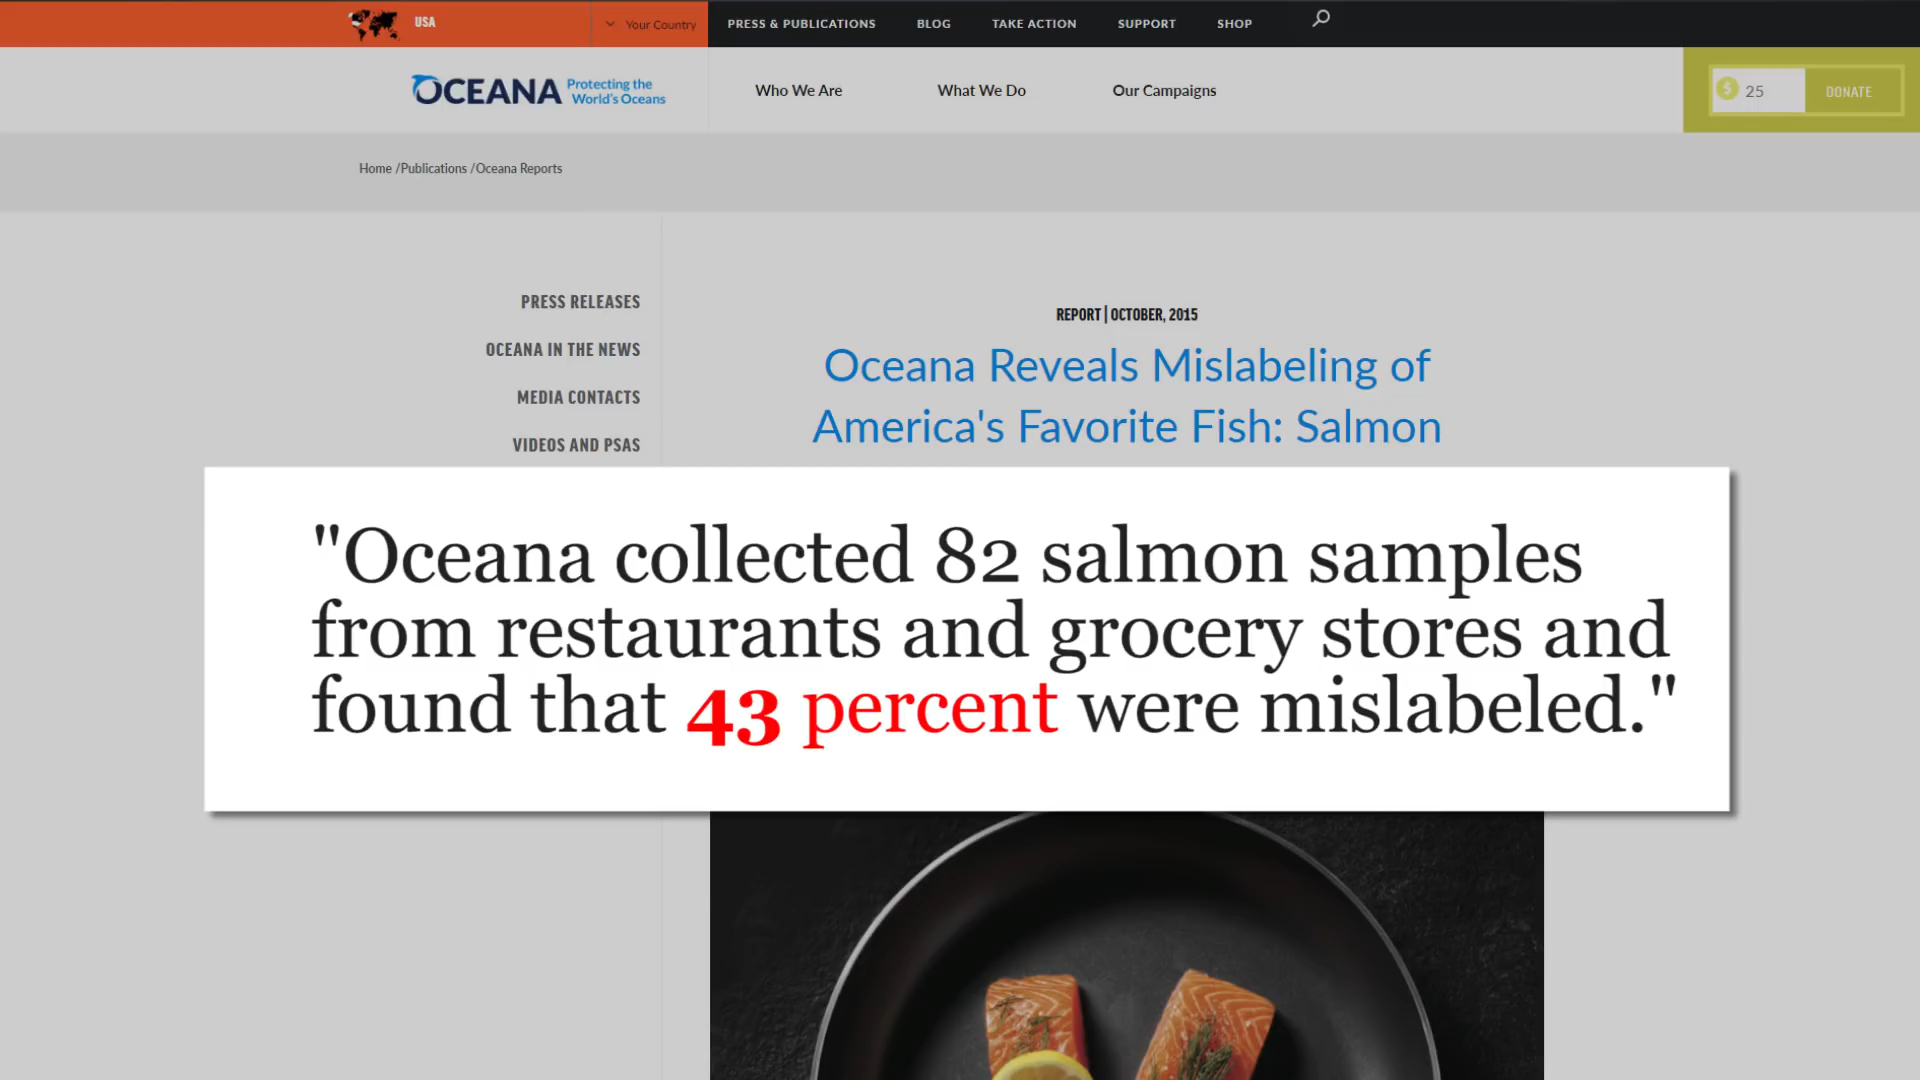 USA
Your Country
PRESS & PUBLICATIONS
BLOG
TAKE ACTION
SUPPORT
SHOP
OCEANA
Protecting the
World's Oceans
Who We Are
What We Do
Our Campaigns
$ 25
DONATE
Home /Publications /Oceana Reports
PRESS RELEASES
OCEANA IN THE NEWS
MEDIA CONTACTS
VIDEOS AND PSAS
REPORT | OCTOBER, 2015
Oceana Reveals Mislabeling of
America's Favorite Fish: Salmon
"Oceana collected 82 salmon samples
from restaurants and grocery stores and
found that 43 percent were mislabeled."